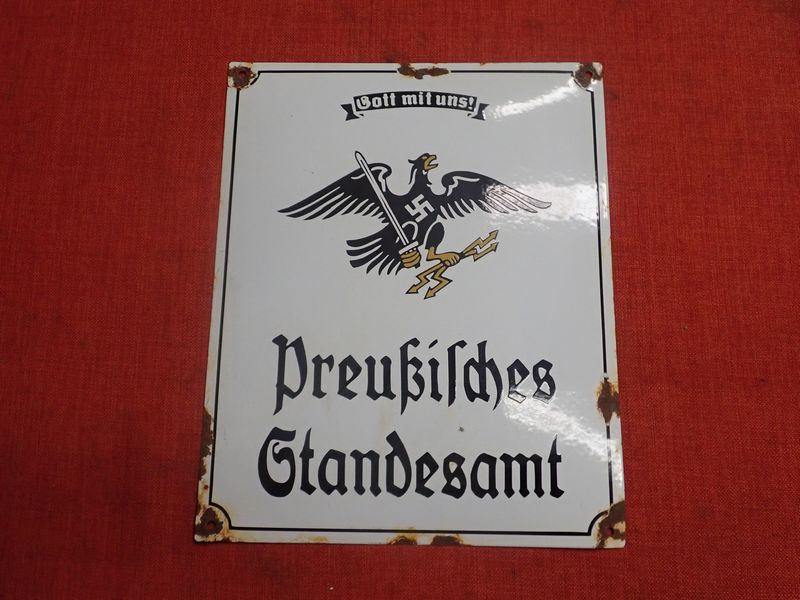 Gott mit uns!
Preußiſches
Standesamt